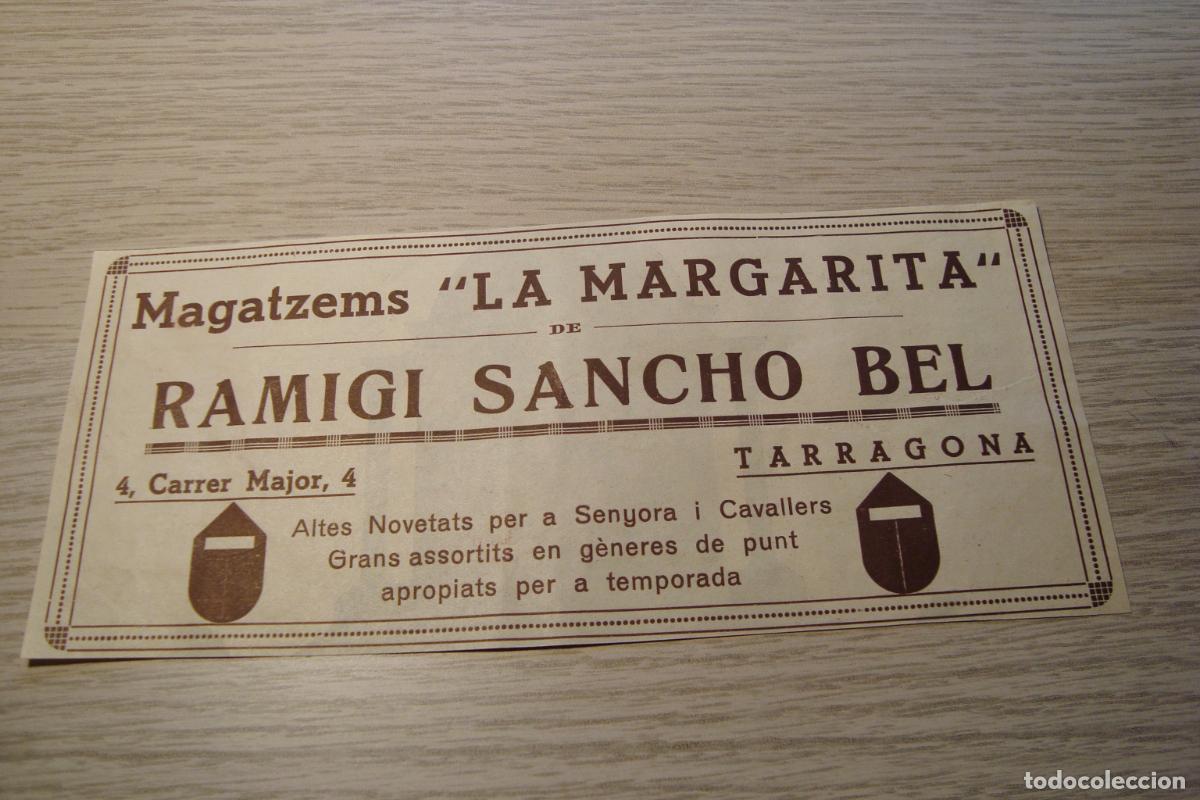 Magatzems "LA MARGARITA"
DE
RAMIGI SANCHO BEL
TARRAGONA
4, Carrer Major, 4
Altes Novetats per a Senyora i Cavallers
Grans assortits en gèneres de punt
apropiats per a temporada
todocoleccion